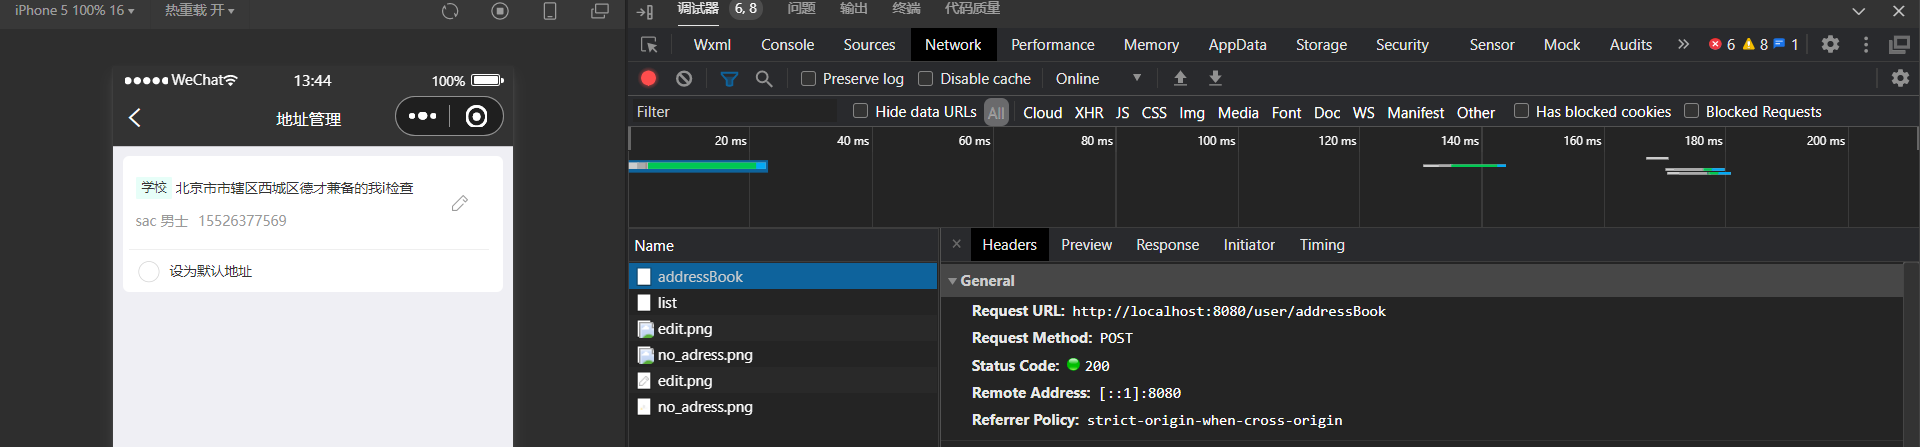 iPhone 5 100% 16 热重载 开
WeChat 13:44 100%
地址管理
学校 北京市市辖区西城区德才兼备的我i检查
sac 男士 15526377569
设为默认地址
调试器 6, 8 问题 输出 终端 代码质量
Wxml Console Sources Network Performance Memory AppData Storage Security Sensor Mock Audits 6 8 1
Preserve log Disable cache Online
Filter Hide data URLs All Cloud XHR JS CSS Img Media Font Doc WS Manifest Other Has blocked cookies Blocked Requests
20 ms 40 ms 60 ms 80 ms 100 ms 120 ms 140 ms 160 ms 180 ms 200 ms
Name
addressBook
list
edit.png
no_adress.png
edit.png
no_adress.png
Headers Preview Response Initiator Timing
General
Request URL: http://localhost:8080/user/addressBook
Request Method: POST
Status Code: 200
Remote Address: [::1]:8080
Referrer Policy: strict-origin-when-cross-origin